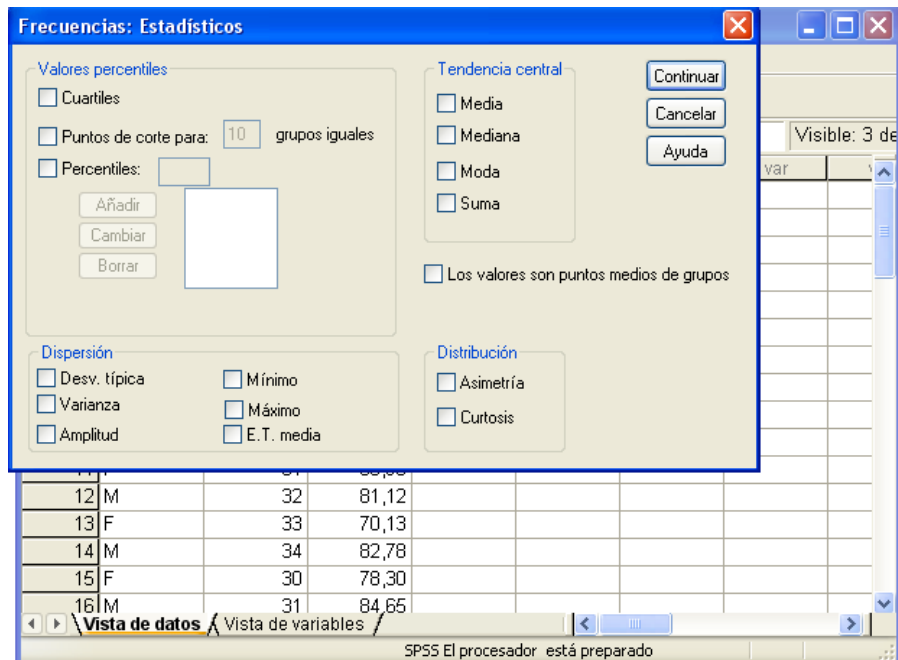 Frecuencias: Estadísticos
Valores percentiles
Cuartiles
Puntos de corte para: 10 grupos iguales
Percentiles:
Añadir
Cambiar
Borrar
Tendencia central
Media
Mediana
Moda
Suma
Continuar
Cancelar
Ayuda
Los valores son puntos medios de grupos
Dispersión
Desv. típica
Varianza
Amplitud
Mínimo
Máximo
E.T. media
Distribución
Asimetría
Curtosis
Visible: 3 de
var
12 M 32 81,12
13 F 33 70,13
14 M 34 82,78
15 F 30 78,30
16 M 31 84,65
Vista de datos Vista de variables
SPSS El procesador está preparado